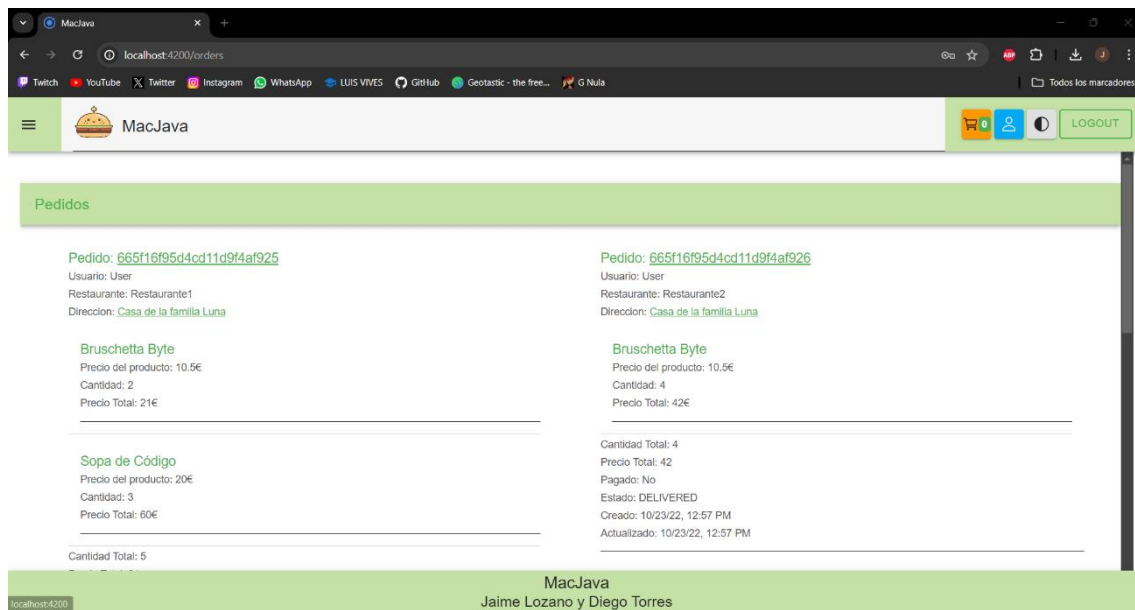 MacJava
localhost:4200/orders
Twitch YouTube Twitter Instagram WhatsApp LUIS VIVES GitHub Geotastic - the free... G Nula Todos los marcadores
MacJava
0
LOGOUT
Pedidos
Pedido: 665f16f95d4cd11d9f4af925
Usuario: User
Restaurante: Restaurante1
Direccion: Casa de la familia Luna
Bruschetta Byte
Precio del producto: 10.5€
Cantidad: 2
Precio Total: 21€
Sopa de Código
Precio del producto: 20€
Cantidad: 3
Precio Total: 60€
Cantidad Total: 5
Pedido: 665f16f95d4cd11d9f4af926
Usuario: User
Restaurante: Restaurante2
Direccion: Casa de la familia Luna
Bruschetta Byte
Precio del producto: 10.5€
Cantidad: 4
Precio Total: 42€
Cantidad Total: 4
Precio Total: 42
Pagado: No
Estado: DELIVERED
Creado: 10/23/22, 12:57 PM
Actualizado: 10/23/22, 12:57 PM
MacJava
Jaime Lozano y Diego Torres
localhost:4200